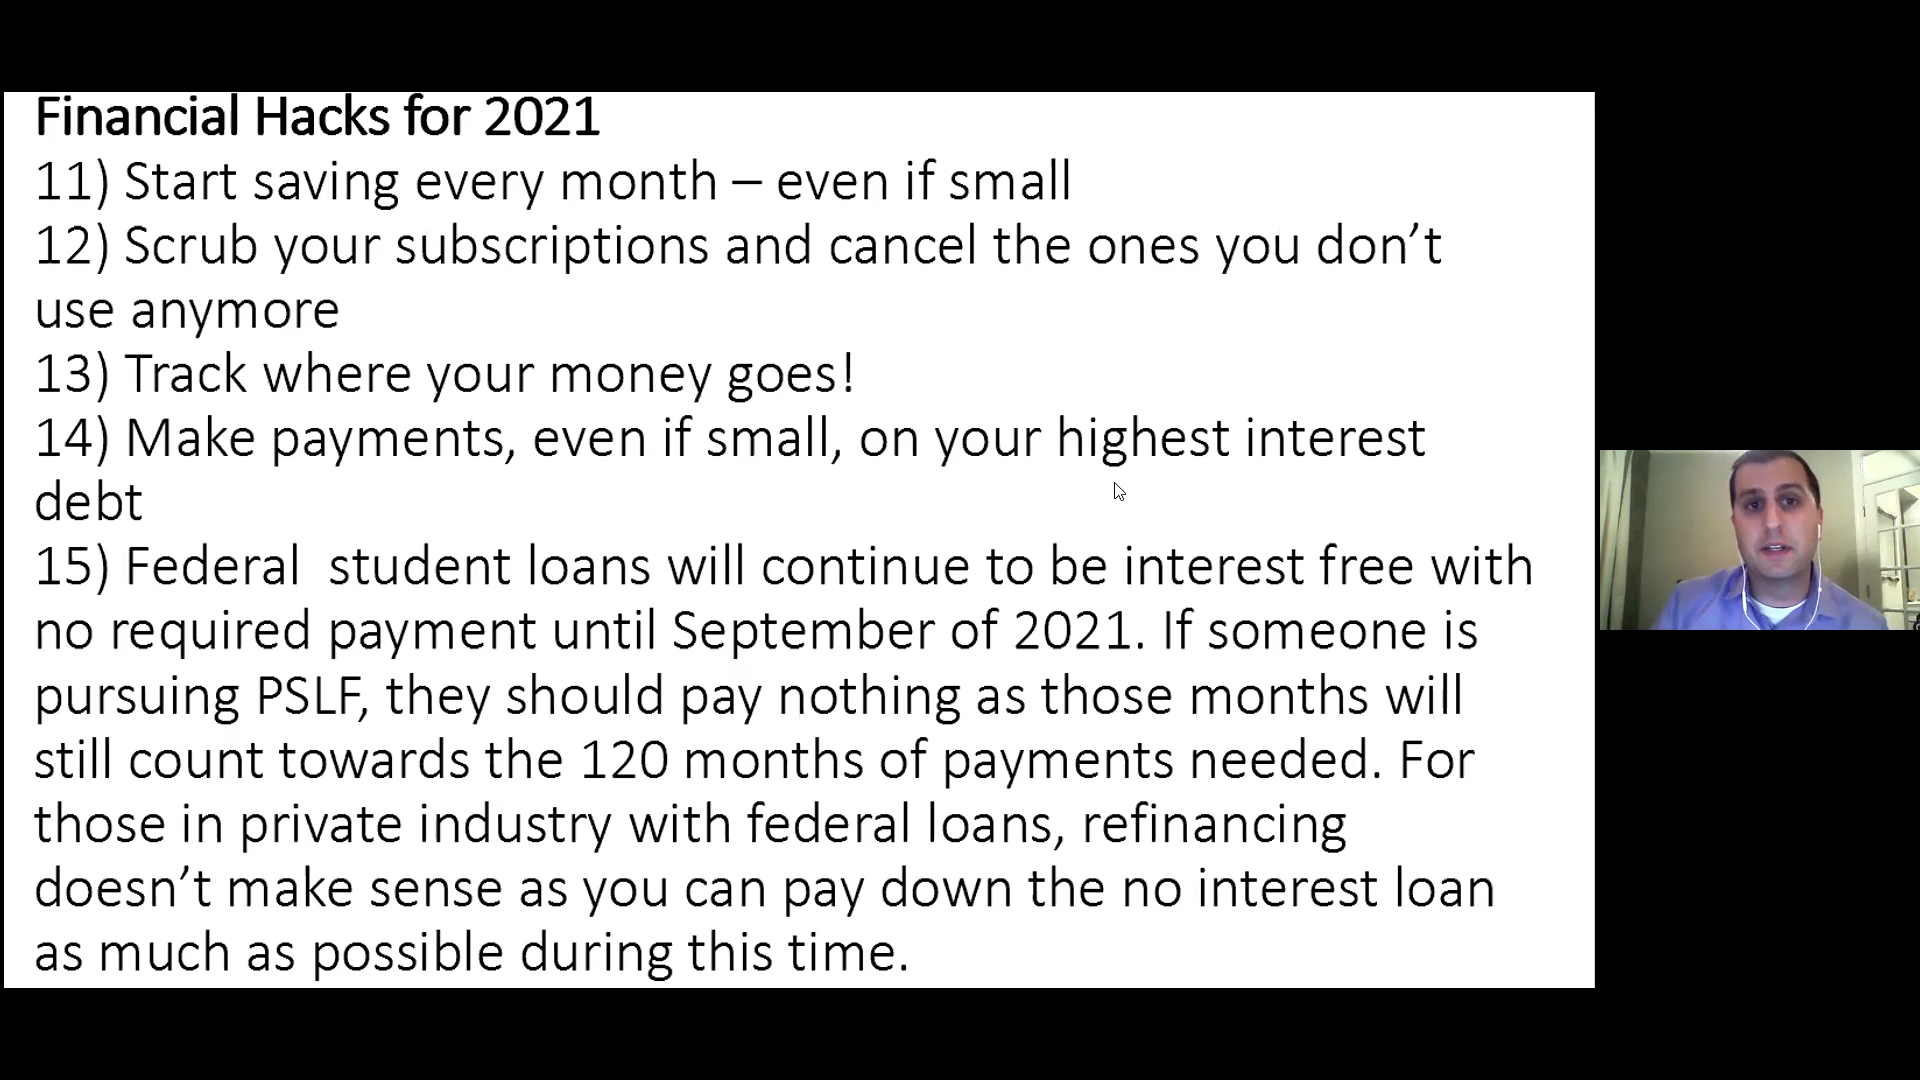 Financial Hacks for 2021
11) Start saving every month – even if small
12) Scrub your subscriptions and cancel the ones you don’t
use anymore
13) Track where your money goes!
14) Make payments, even if small, on your highest interest
debt
15) Federal  student loans will continue to be interest free with
no required payment until September of 2021. If someone is
pursuing PSLF, they should pay nothing as those months will
still count towards the 120 months of payments needed. For
those in private industry with federal loans, refinancing
doesn’t make sense as you can pay down the no interest loan
as much as possible during this time.